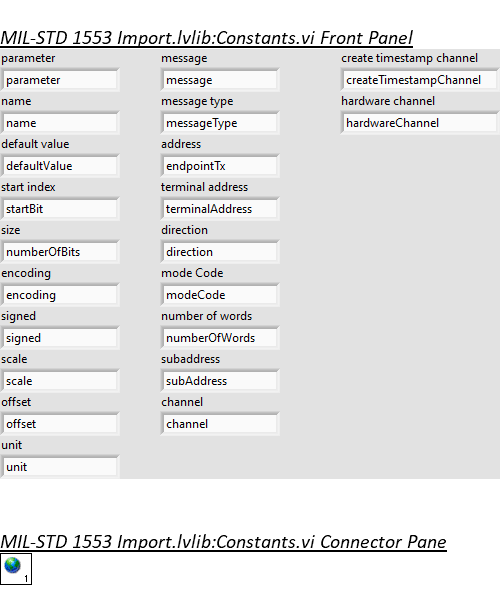 MIL-STD 1553 Import.lvlib:Constants.vi Front Panel
parameter
parameter
name
name
default value
defaultValue
start index
startBit
size
numberOfBits
encoding
encoding
signed
signed
scale
scale
offset
offset
unit
unit
message
message
message type
messageType
address
endpointTx
terminal address
terminalAddress
direction
direction
mode Code
modeCode
number of words
numberOfWords
subaddress
subAddress
channel
channel
create timestamp channel
createTimestampChannel
hardware channel
hardwareChannel
MIL-STD 1553 Import.lvlib:Constants.vi Connector Pane
1